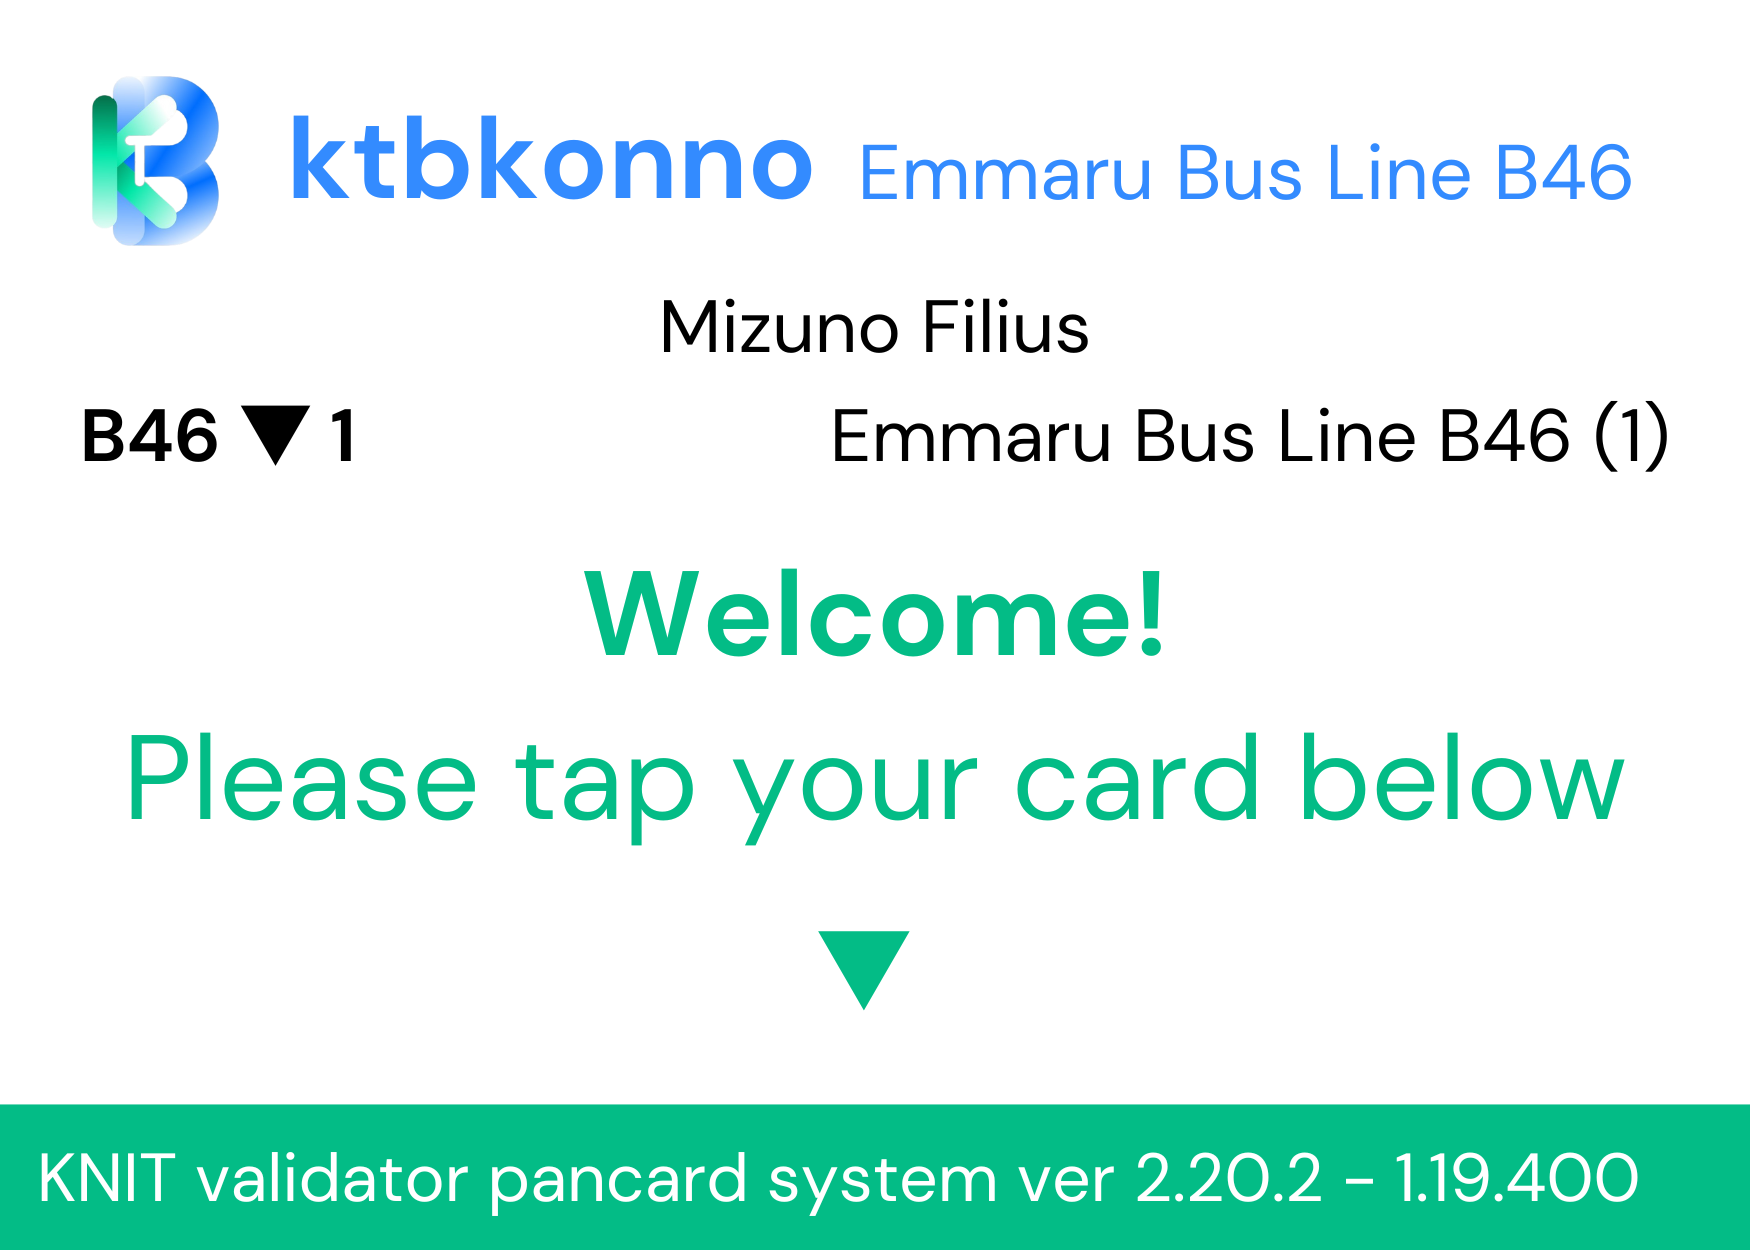 ktbkonno Emmaru Bus Line B46
Mizuno Filius
B46 ▼ 1 Emmaru Bus Line B46 (1)
Welcome!
Please tap your card below
▼
KNIT validator pancard system ver 2.20.2 - 1.19.400